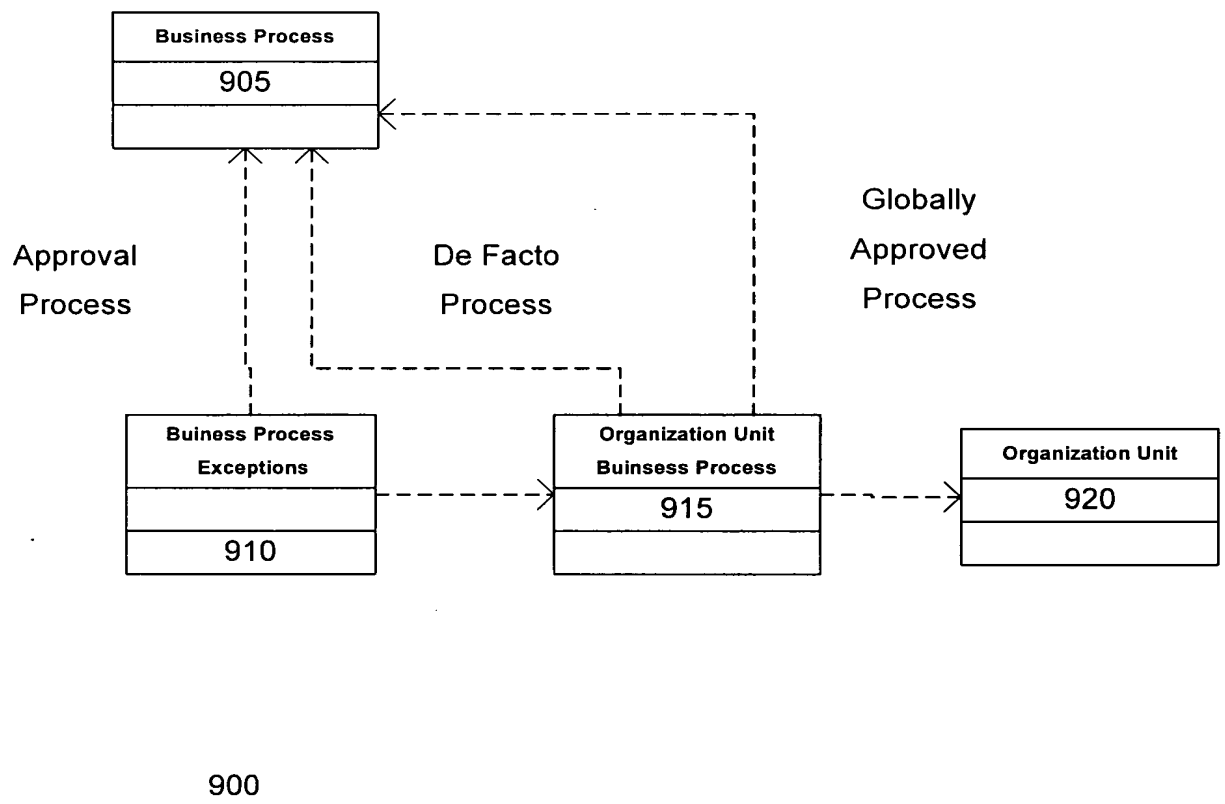 Business Process
905
Globally
Approved
Process
Approval
Process
De Facto
Process
Buiness Process
Exceptions
910
Organization Unit
Buinsess Process
915
Organization Unit
920
900